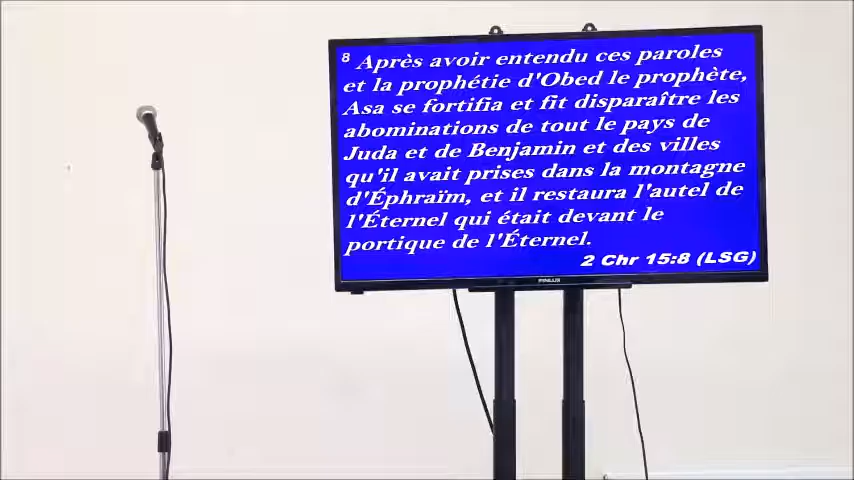 8 Après avoir entendu ces paroles
et la prophétie d'Obed le prophète,
Asa se fortifia et fit disparaître les
abominations de tout le pays de
Juda et de Benjamin et des villes
qu'il avait prises dans la montagne
d'Éphraïm, et il restaura l'autel de
l'Éternel qui était devant le
portique de l'Éternel.
2 Chr 15:8 (LSG)
FINLUX